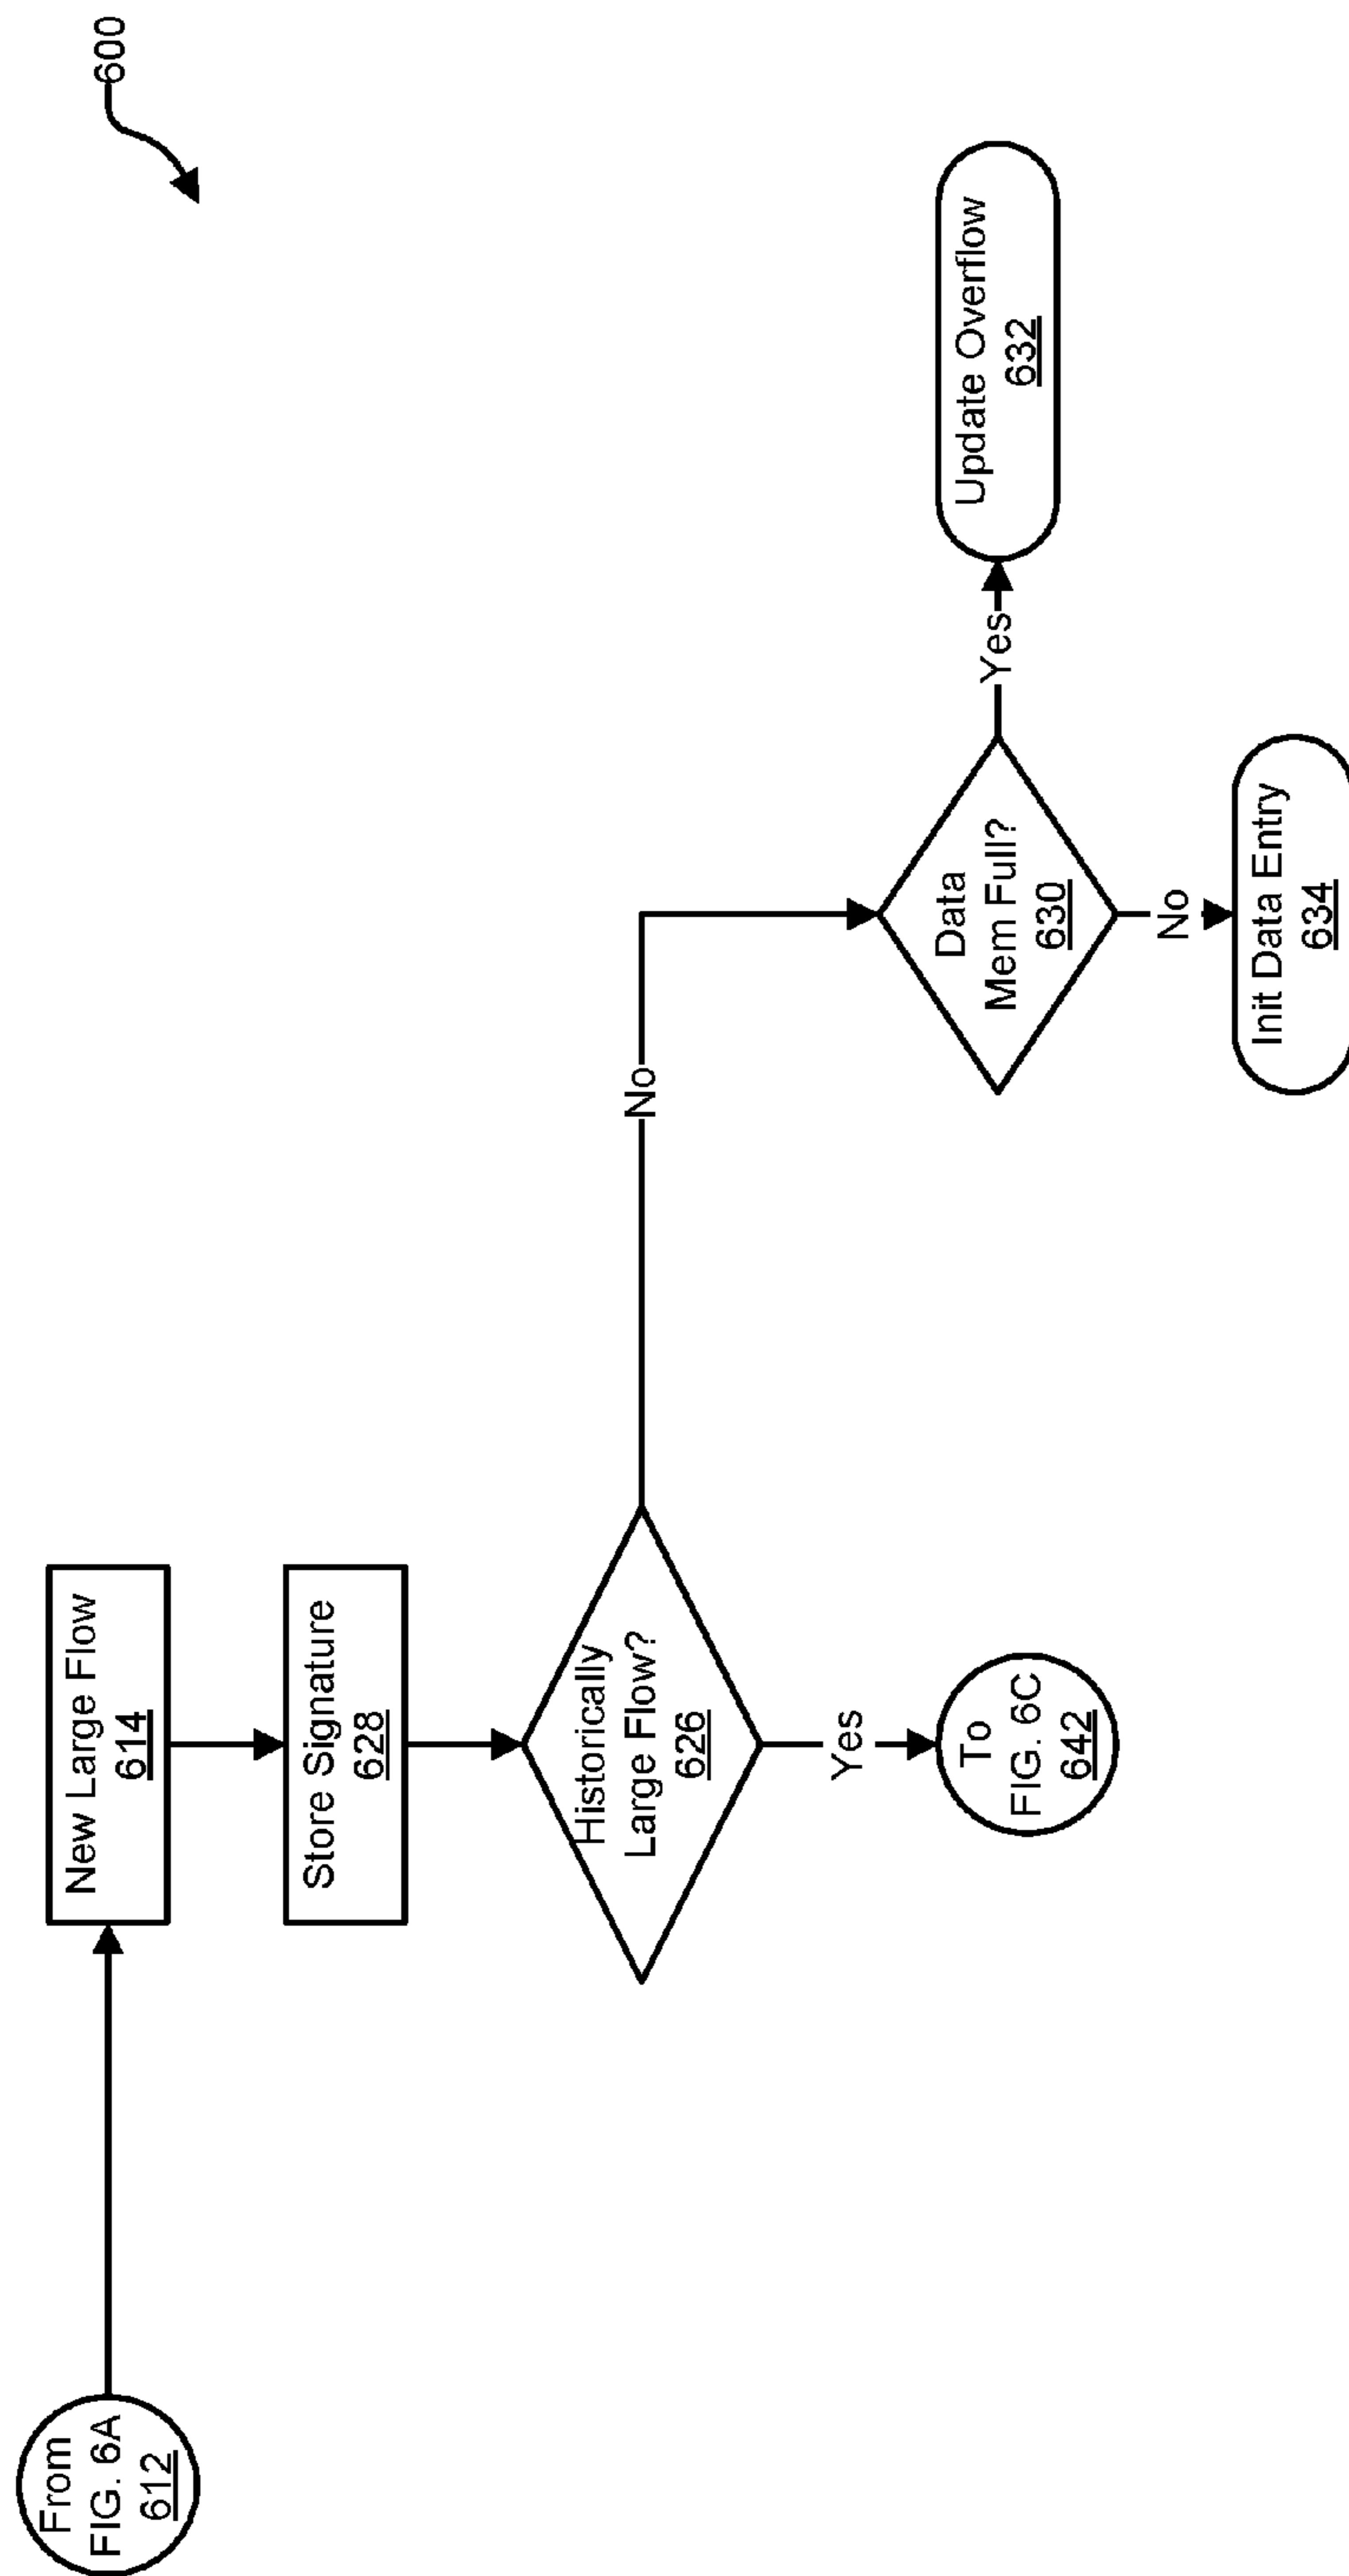 600
From
FIG. 6A
612
New Large Flow
614
Store Signature
628
Historically
Large Flow?
626
No
Yes
To
FIG. 6C
642
Data
Mem Full?
630
Yes
Update Overflow
632
No
Init Data Entry
634